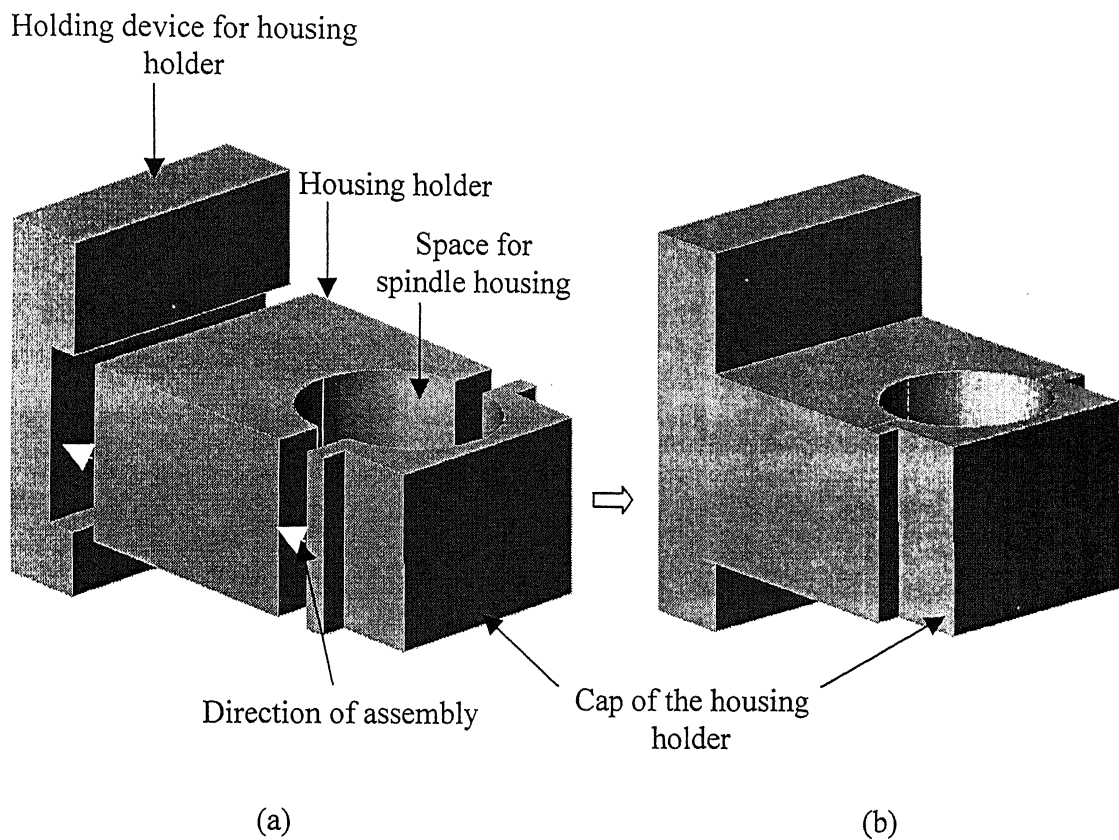 Holding device for housing
holder
Housing holder
Space for
spindle housing
Direction of assembly
Cap of the housing
holder
(a)
(b)